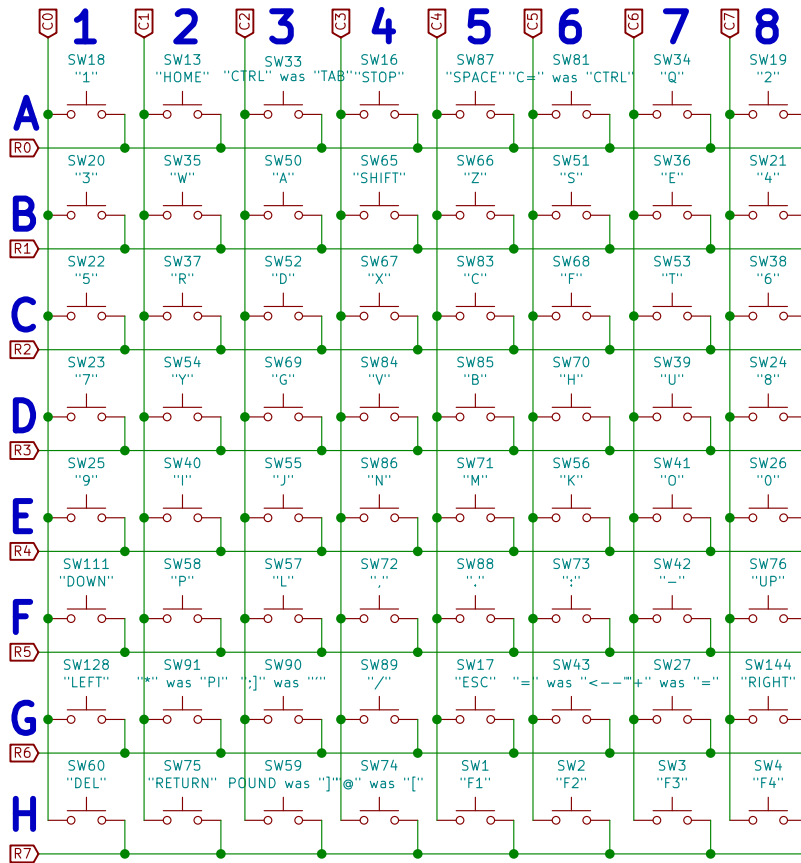 C0 1 C1 2 C2 3 C3 4 C4 5 C5 6 C6 7 C7 8
SW18 SW13 SW33 SW16 SW87 SW81 SW34 SW19
"1" "HOME" "CTRL" was "TAB" "STOP" "SPACE" "C=" was "CTRL" "Q" "2"
A
R0
SW20 SW35 SW50 SW65 SW66 SW51 SW36 SW21
"3" "W" "A" "SHIFT" "Z" "S" "E" "4"
B
R1
SW22 SW37 SW52 SW67 SW83 SW68 SW53 SW38
"5" "R" "D" "X" "C" "F" "T" "6"
C
R2
SW23 SW54 SW69 SW84 SW85 SW70 SW39 SW24
"7" "Y" "G" "V" "B" "H" "U" "8"
D
R3
SW25 SW40 SW55 SW86 SW71 SW56 SW41 SW26
"9" "I" "J" "N" "M" "K" "O" "0"
E
R4
SW111 SW58 SW57 SW72 SW88 SW73 SW42 SW76
"DOWN" "P" "L" "," "." ":" "-" "UP"
F
R5
SW128 SW91 SW90 SW89 SW17 SW43 SW27 SW144
"LEFT" "*" was "PI" ";]" was "'" "/" "ESC" "=" was "<--" "+" was "=" "RIGHT"
G
R6
SW60 SW75 SW59 SW74 SW1 SW2 SW3 SW4
"DEL" "RETURN" POUND was "]" "@" was "[" "F1" "F2" "F3" "F4"
H
R7